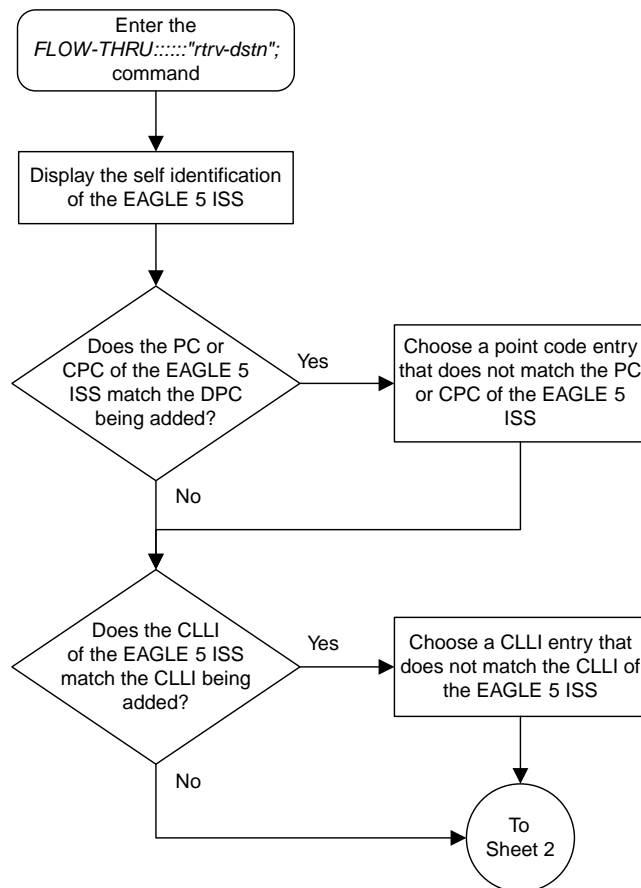 Enter the
FLOW-THRU::::::"rtrv-dstn";
command
Display the self identification
of the EAGLE 5 ISS
Does the PC or
CPC of the EAGLE 5
ISS match the DPC
being added?
Yes
Choose a point code entry
that does not match the PC
or CPC of the EAGLE 5
ISS
No
Does the CLLI
of the EAGLE 5 ISS
match the CLLI being
added?
Yes
Choose a CLLI entry that
does not match the CLLI of
the EAGLE 5 ISS
No
To
Sheet 2